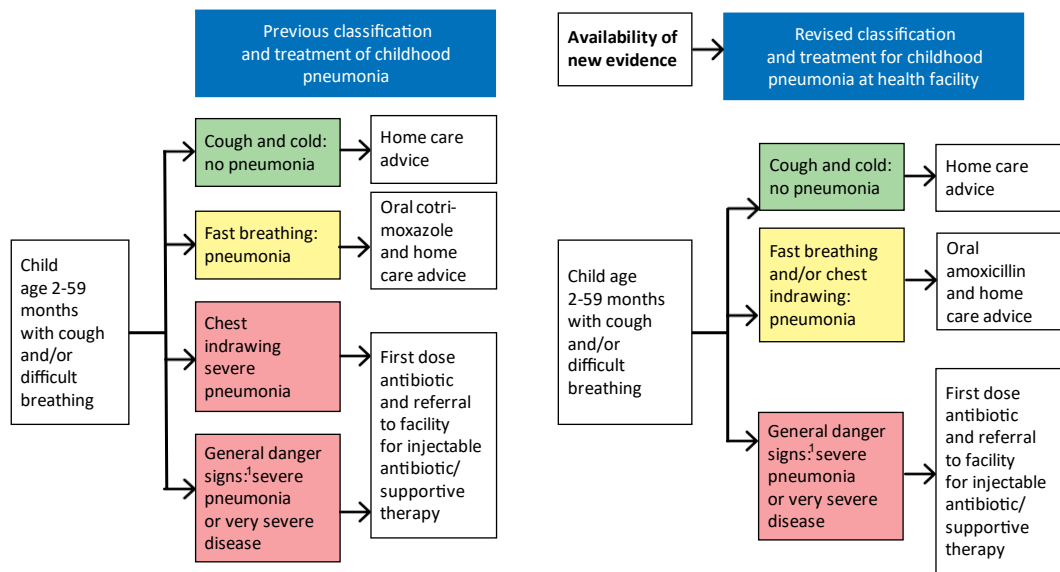 Previous classification
and treatment of childhood
pneumonia
Cough and cold:
no pneumonia
Home care
advice
Fast breathing:
pneumonia
Oral cotri-
moxazole
and home
care advice
Child
age 2-59
months
with cough
and/or
difficult
breathing
Chest
indrawing
severe
pneumonia
First dose
antibiotic
and referral
to facility
for injectable
antibiotic/
supportive
therapy
General danger
signs:¹severe
pneumonia
or very severe
disease
Availability of
new evidence
Revised classification
and treatment for childhood
pneumonia at health facility
Cough and cold:
no pneumonia
Home care
advice
Child age
2-59 months
with cough
and/or
difficult
breathing
Fast breathing
and/or chest
indrawing:
pneumonia
Oral
amoxicillin
and home
care advice
General danger
signs:¹severe
pneumonia
or very severe
disease
First dose
antibiotic
and referral
to facility
for injectable
antibiotic/
supportive
therapy